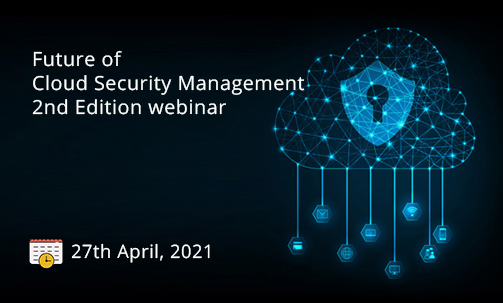 Future of
Cloud Security Management
2nd Edition webinar
27th April, 2021